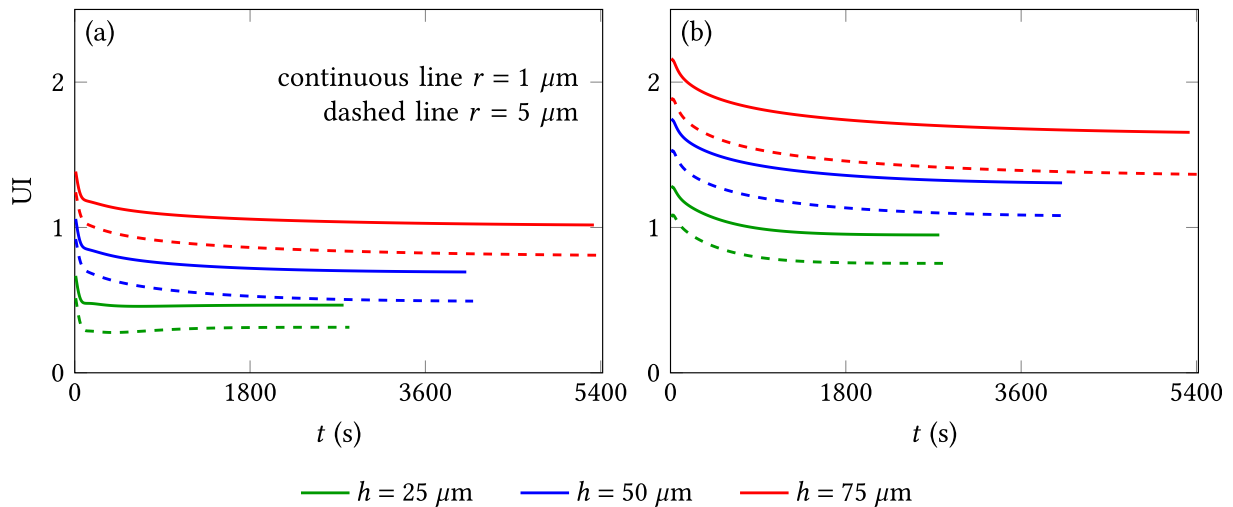 (a)
continuous line r = 1 μm
dashed line r = 5 μm
UI
2
1
0
0 1800 3600 5400
t (s)
(b)
2
1
0
0 1800 3600 5400
t (s)
h = 25 μm h = 50 μm h = 75 μm